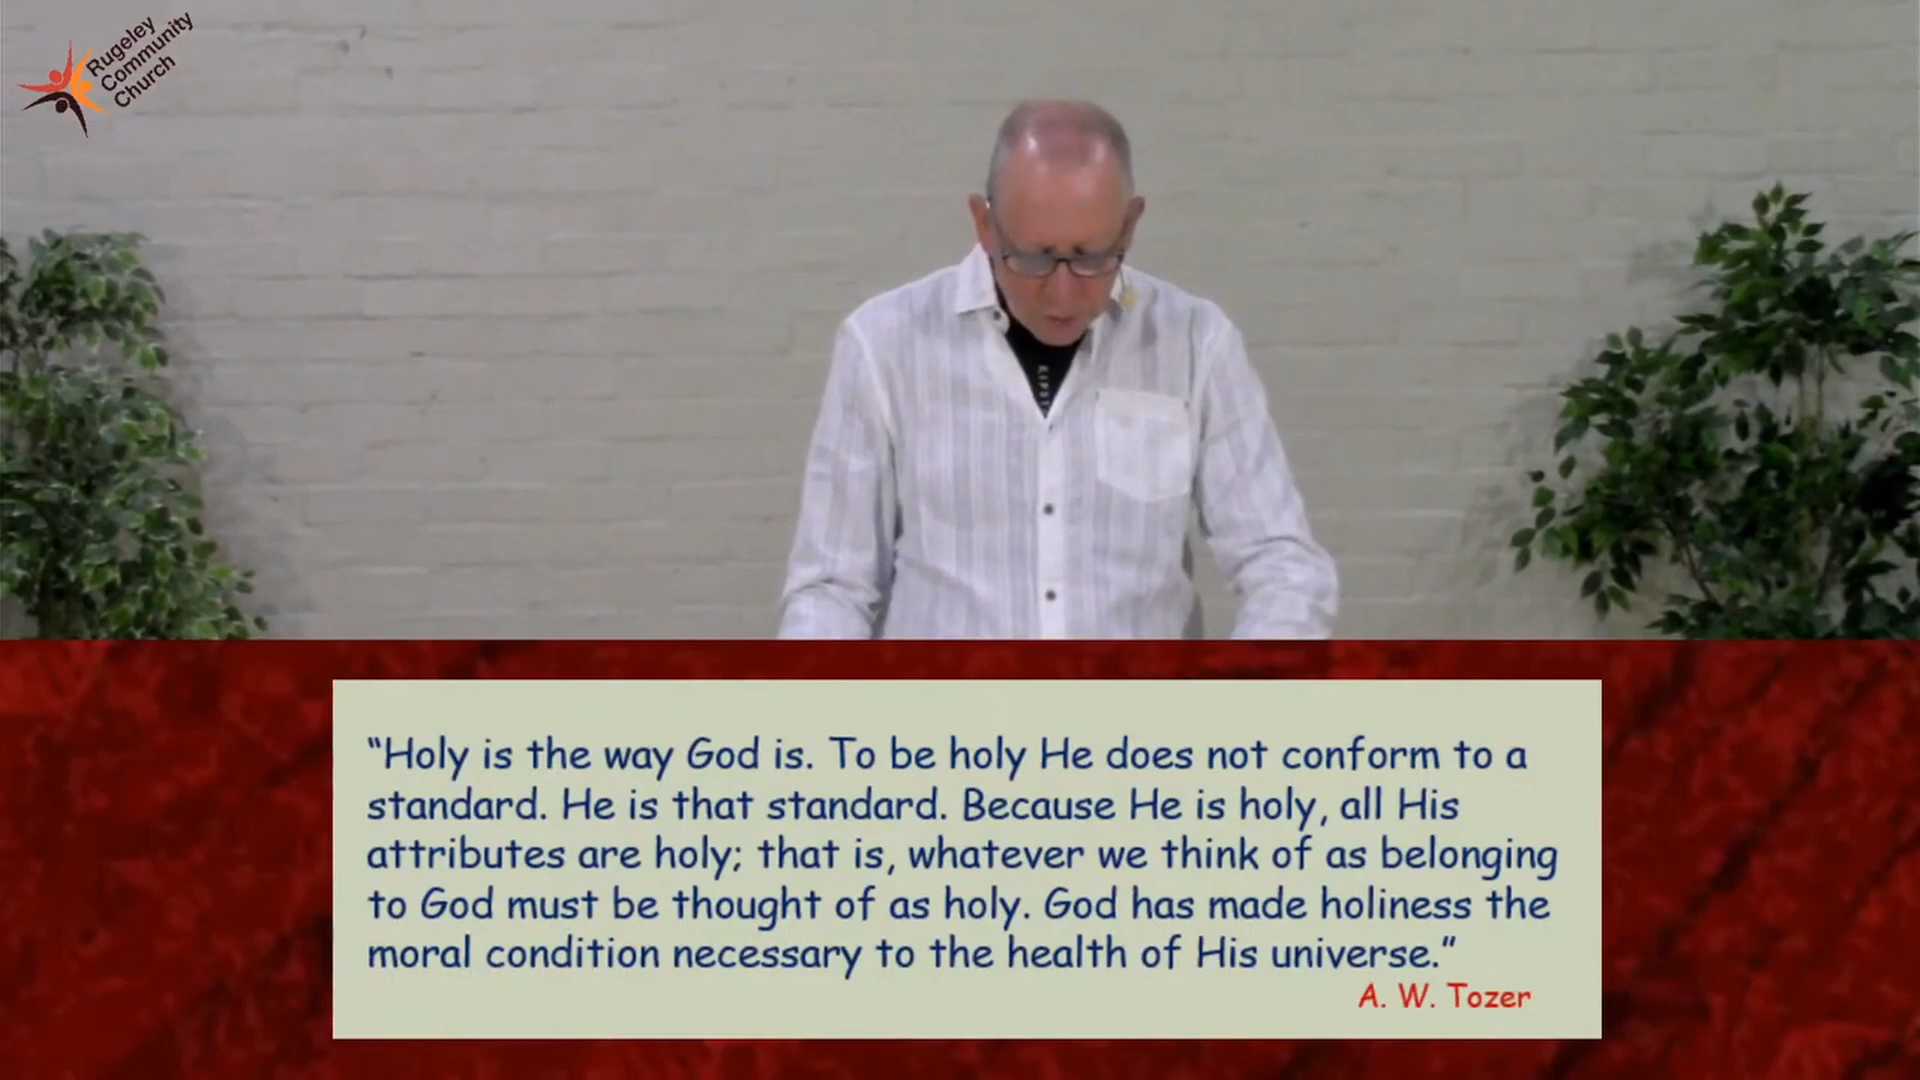 Rugeley
Community
Church
“Holy is the way God is. To be holy He does not conform to a
standard. He is that standard. Because He is holy, all His
attributes are holy; that is, whatever we think of as belonging
to God must be thought of as holy. God has made holiness the
moral condition necessary to the health of His universe.”
A. W. Tozer